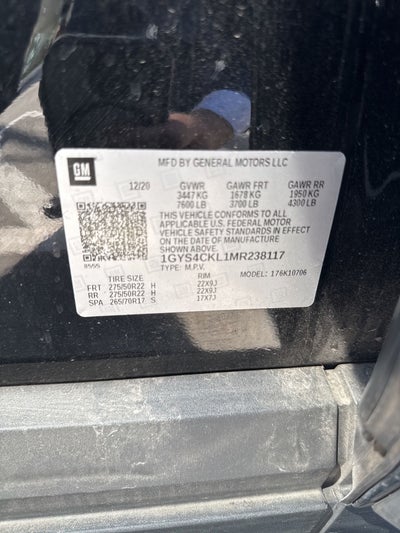 GM
MFD BY GENERAL MOTORS LLC
12/20 GVWR GAWR FRT GAWR RR
3447 KG 1678 KG 1950 KG
7600 LB 3700 LB 4300 LB
THIS VEHICLE CONFORMS TO ALL
APPLICABLE U.S. FEDERAL MOTOR
VEHICLE SAFETY STANDARDS IN EFFECT
ON THE DATE OF MANUFACTURE
SHOWN ABOVE.
1GYS4CKL1MR238117
TYPE: M.P.V. MODEL: 176K10706
TIRE SIZE RIM
FRT 275/50R22 H 22X9J
RR 275/50R22 H 22X9J
SPA 265/70R17 S 17X7J